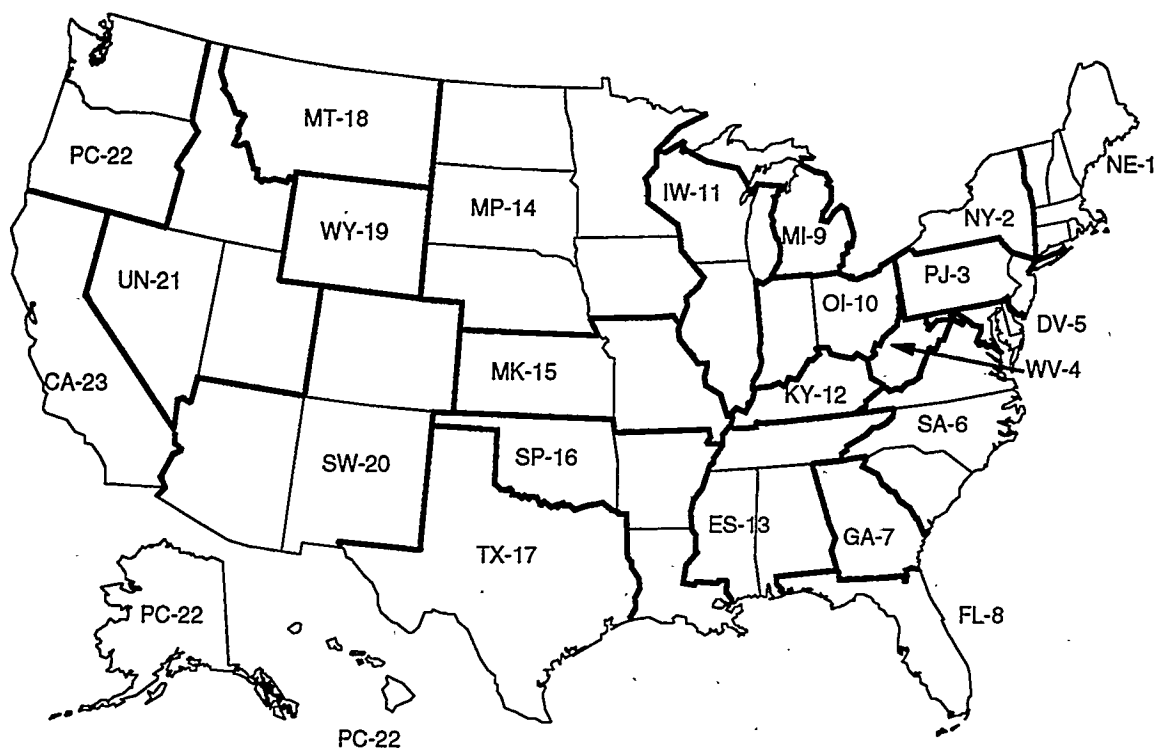 MT-18
PC-22
NE-1
MP-14
IW-11
WY-19
NY-2
MI-9
UN-21
PJ-3
OI-10
DV-5
WV-4
MK-15
CA-23
KY-12
SA-6
SP-16
SW-20
ES-13
GA-7
TX-17
PC-22
FL-8
PC-22